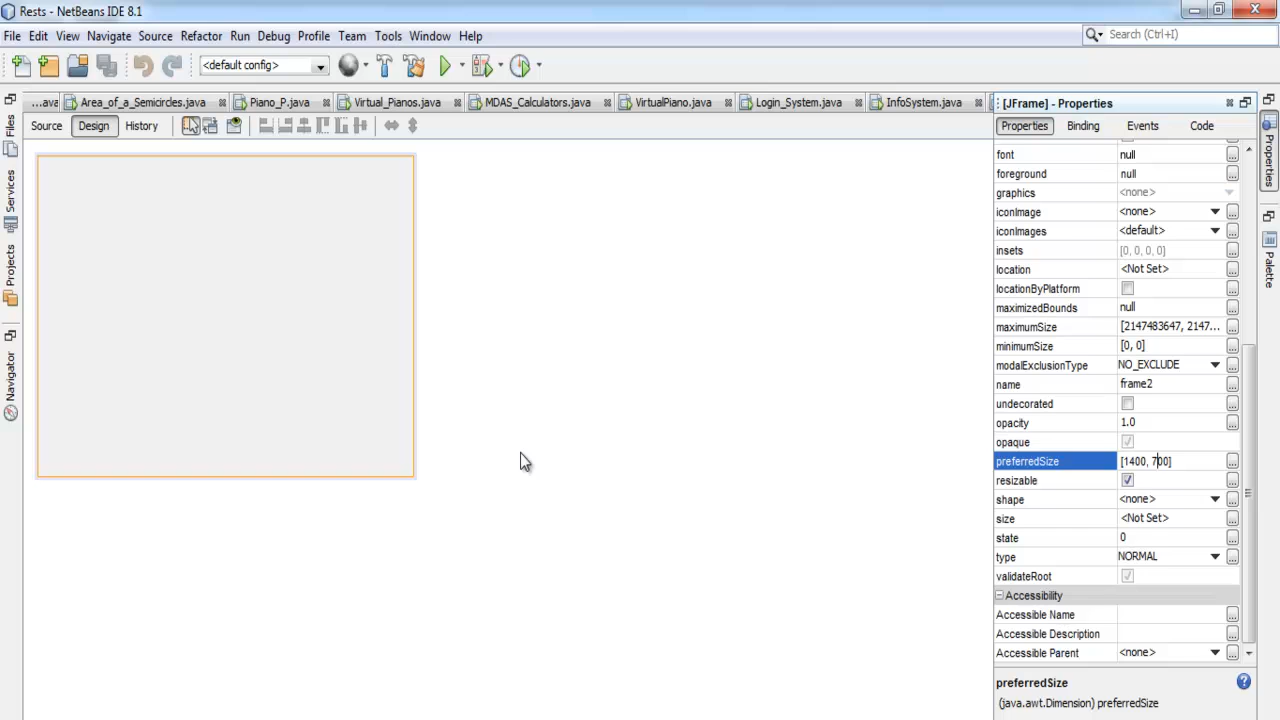 Rests - NetBeans IDE 8.1
File Edit View Navigate Source Refactor Run Debug Profile Team Tools Window Help
Search (Ctrl+I)
<default config>
...ava Area_of_a_Semicircles.java Piano_P.java Virtual_Pianos.java MDAS_Calculators.java VirtualPiano.java Login_System.java InfoSystem.java
[JFrame] - Properties
Source Design History
Properties Binding Events Code
font null ...
foreground null ...
graphics <none>
iconImage <none> ...
iconImages <default> ...
insets [0, 0, 0, 0] ...
location <Not Set> ...
locationByPlatform ...
maximizedBounds null ...
maximumSize [2147483647, 2147... ...
minimumSize [0, 0] ...
modalExclusionType NO_EXCLUDE ...
name frame2 ...
undecorated ...
opacity 1.0 ...
opaque ...
preferredSize [1400, 700] ...
resizable ...
shape <none> ...
size <Not Set> ...
state 0 ...
type NORMAL ...
validateRoot ...
Accessibility
Accessible Name ...
Accessible Description ...
Accessible Parent <none> ...
preferredSize
(java.awt.Dimension) preferredSize
Files
Services
Projects
Navigator
Properties
Palette